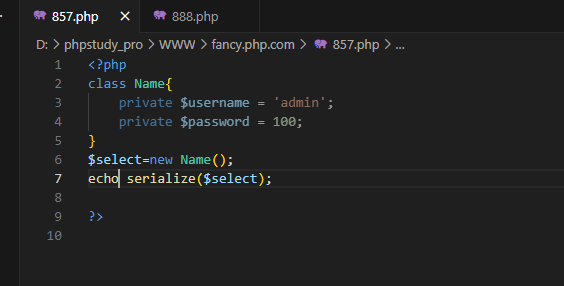 857.php ×
888.php
D: > phpstudy_pro > WWW > fancy.php.com > 857.php > ...
1 <?php
2 class Name{
3     private $username = 'admin';
4     private $password = 100;
5 }
6 $select=new Name();
7 echo serialize($select);
8
9 ?>
10